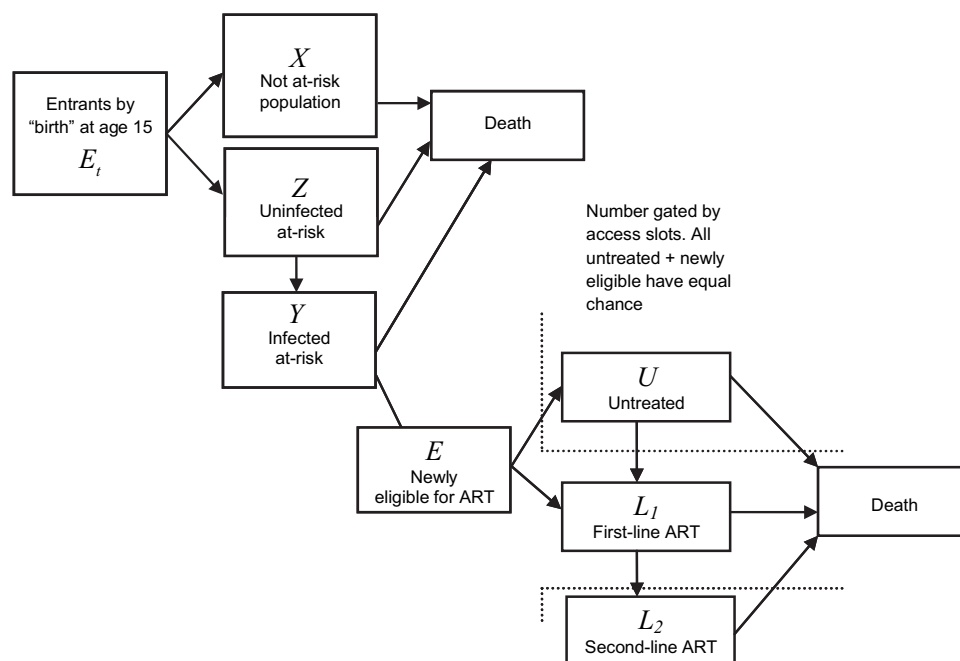 Entrants by
“birth” at age 15
E_t
X
Not at-risk
population
Death
Z
Uninfected
at-risk
Number gated by
access slots. All
untreated + newly
eligible have equal
chance
Y
Infected
at-risk
U
Untreated
E
Newly
eligible for ART
L_1
First-line ART
Death
L_2
Second-line ART